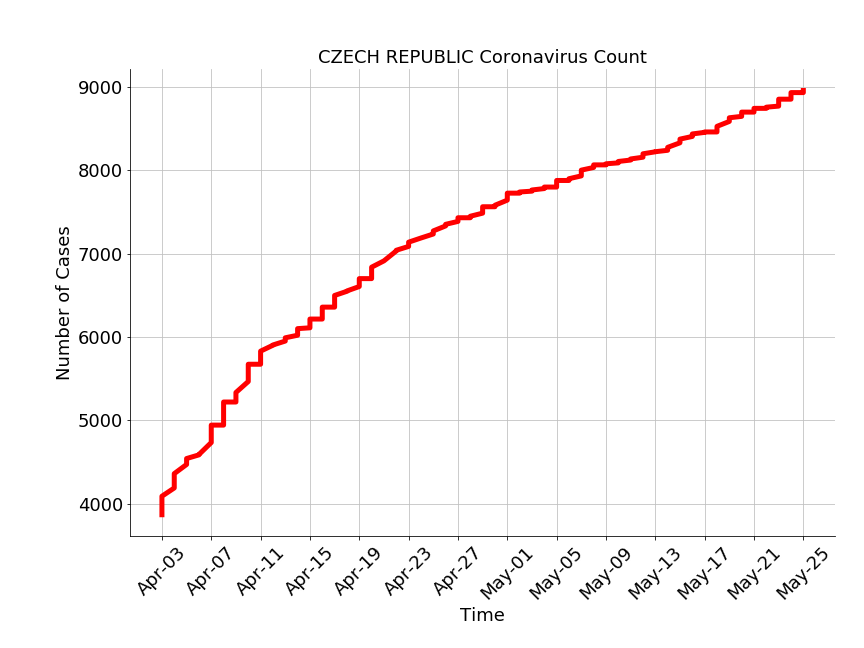 CZECH REPUBLIC Coronavirus Count
Number of Cases
9000
8000
7000
6000
5000
4000
Apr-03
Apr-07
Apr-11
Apr-15
Apr-19
Apr-23
Apr-27
May-01
May-05
May-09
May-13
May-17
May-21
May-25
Time